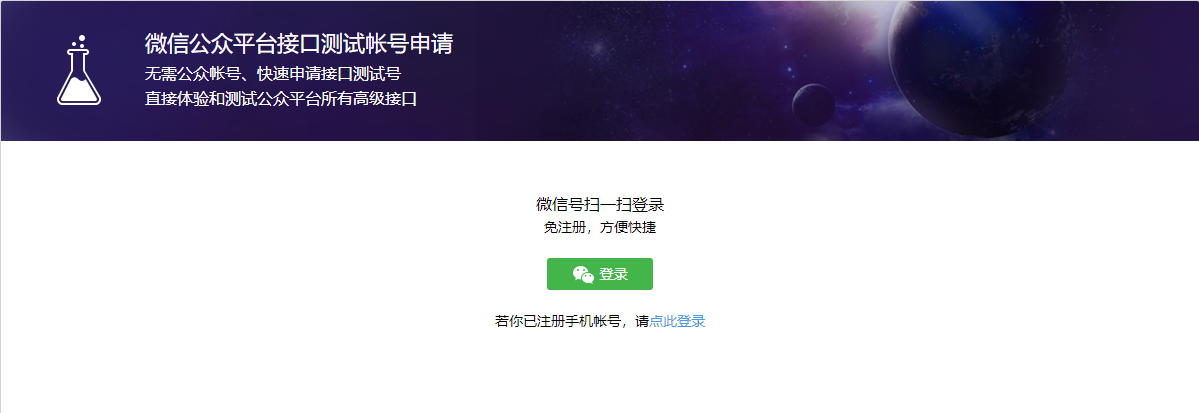 微信公众平台接口测试帐号申请
无需公众帐号、快速申请接口测试号
直接体验和测试公众平台所有高级接口
微信号扫一扫登录
免注册，方便快捷
登录
若你已注册手机帐号，请点此登录